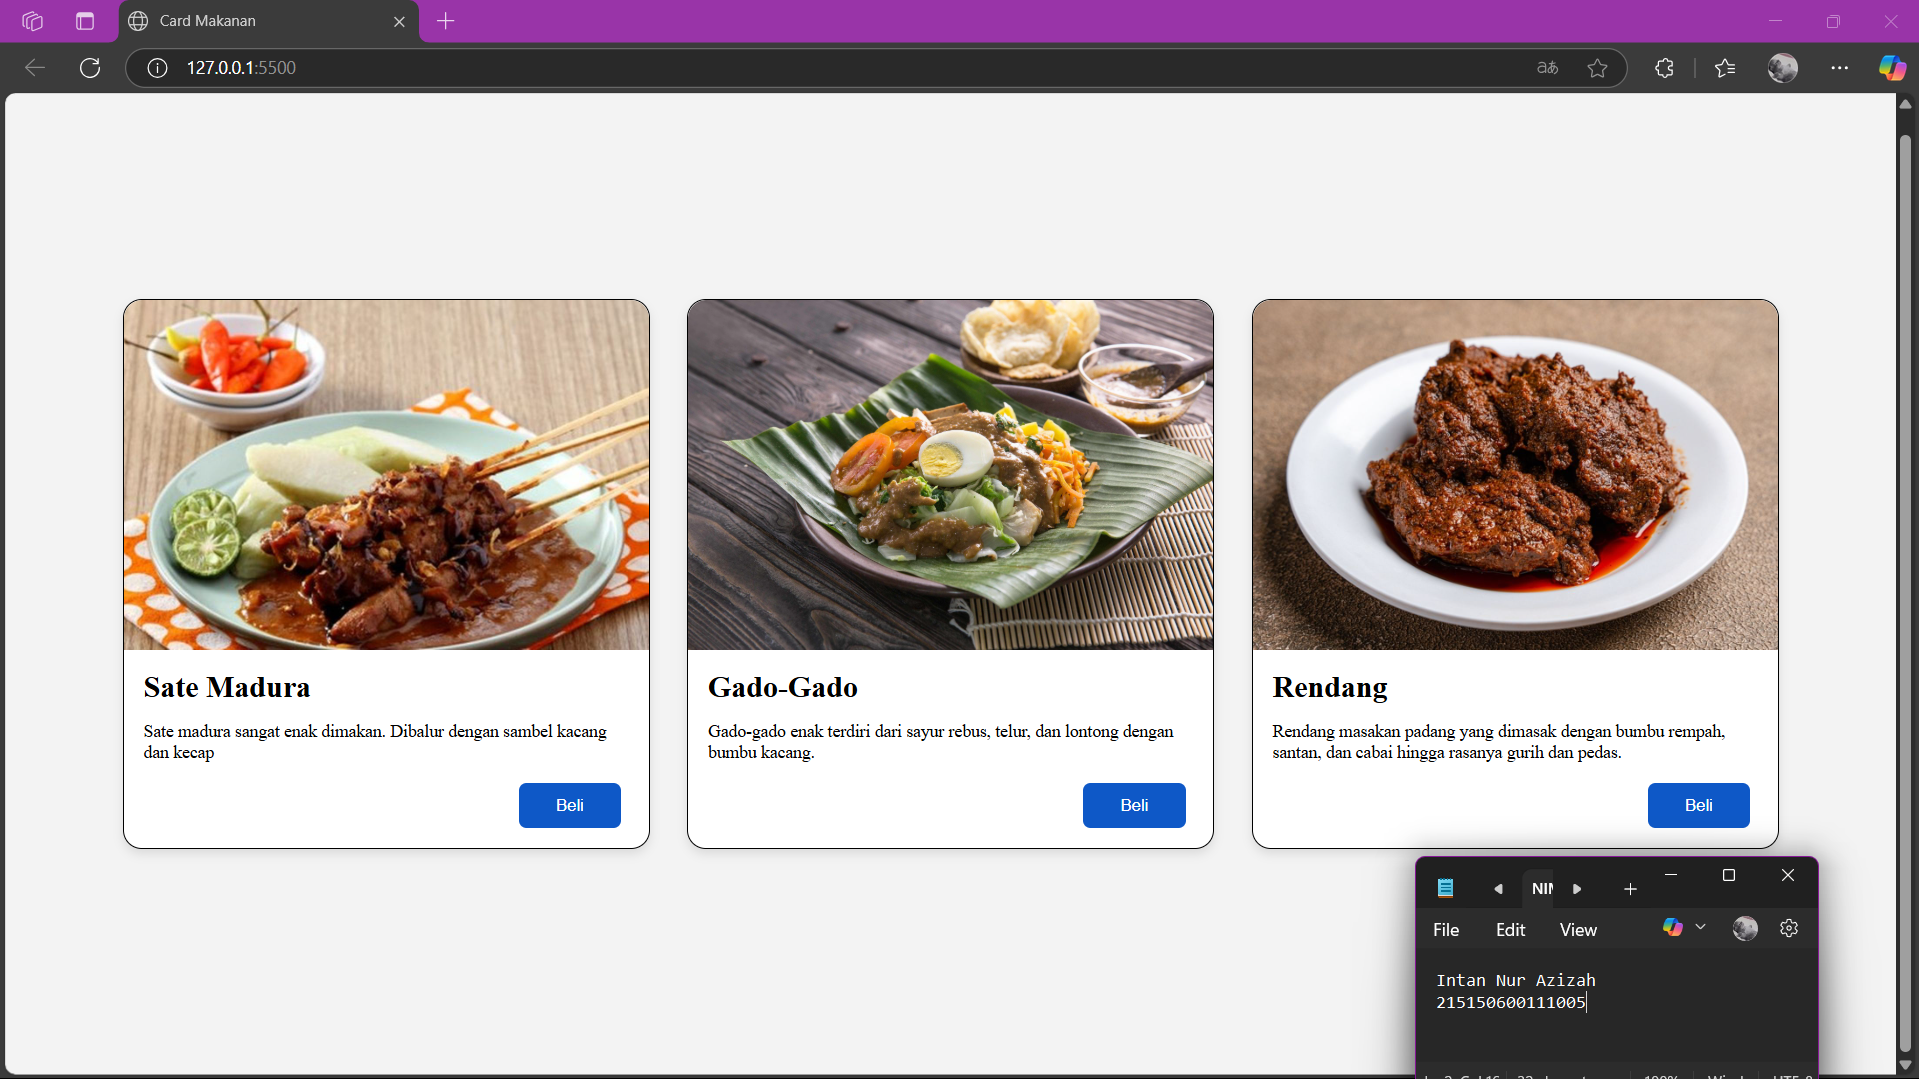 Card Makanan
127.0.0.1:5500
Sate Madura
Sate madura sangat enak dimakan. Dibalur dengan sambel kacang
dan kecap
Beli
Gado-Gado
Gado-gado enak terdiri dari sayur rebus, telur, dan lontong dengan
bumbu kacang.
Beli
Rendang
Rendang masakan padang yang dimasak dengan bumbu rempah,
santan, dan cabai hingga rasanya gurih dan pedas.
Beli
File Edit View
Intan Nur Azizah
215150600111005